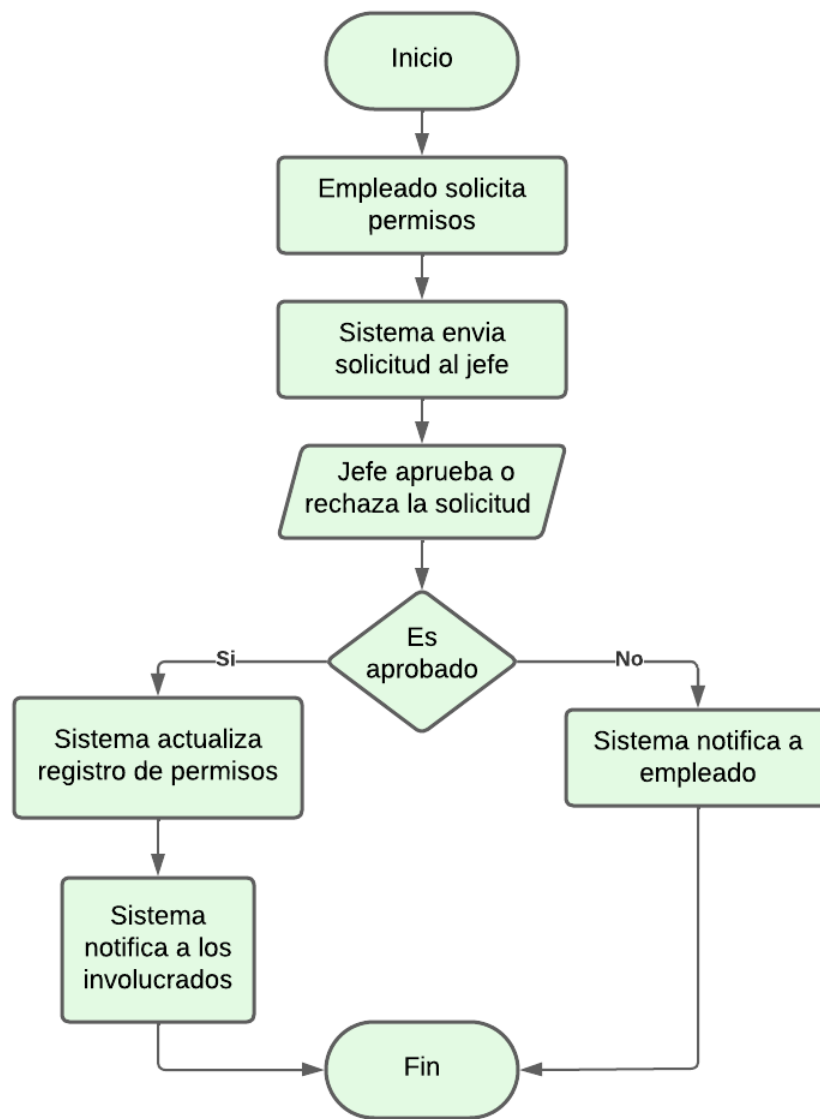 Inicio
Empleado solicita
permisos
Sistema envia
solicitud al jefe
Jefe aprueba o
rechaza la solicitud
Es
aprobado
Si
No
Sistema actualiza
registro de permisos
Sistema notifica a
empleado
Sistema
notifica a los
involucrados
Fin